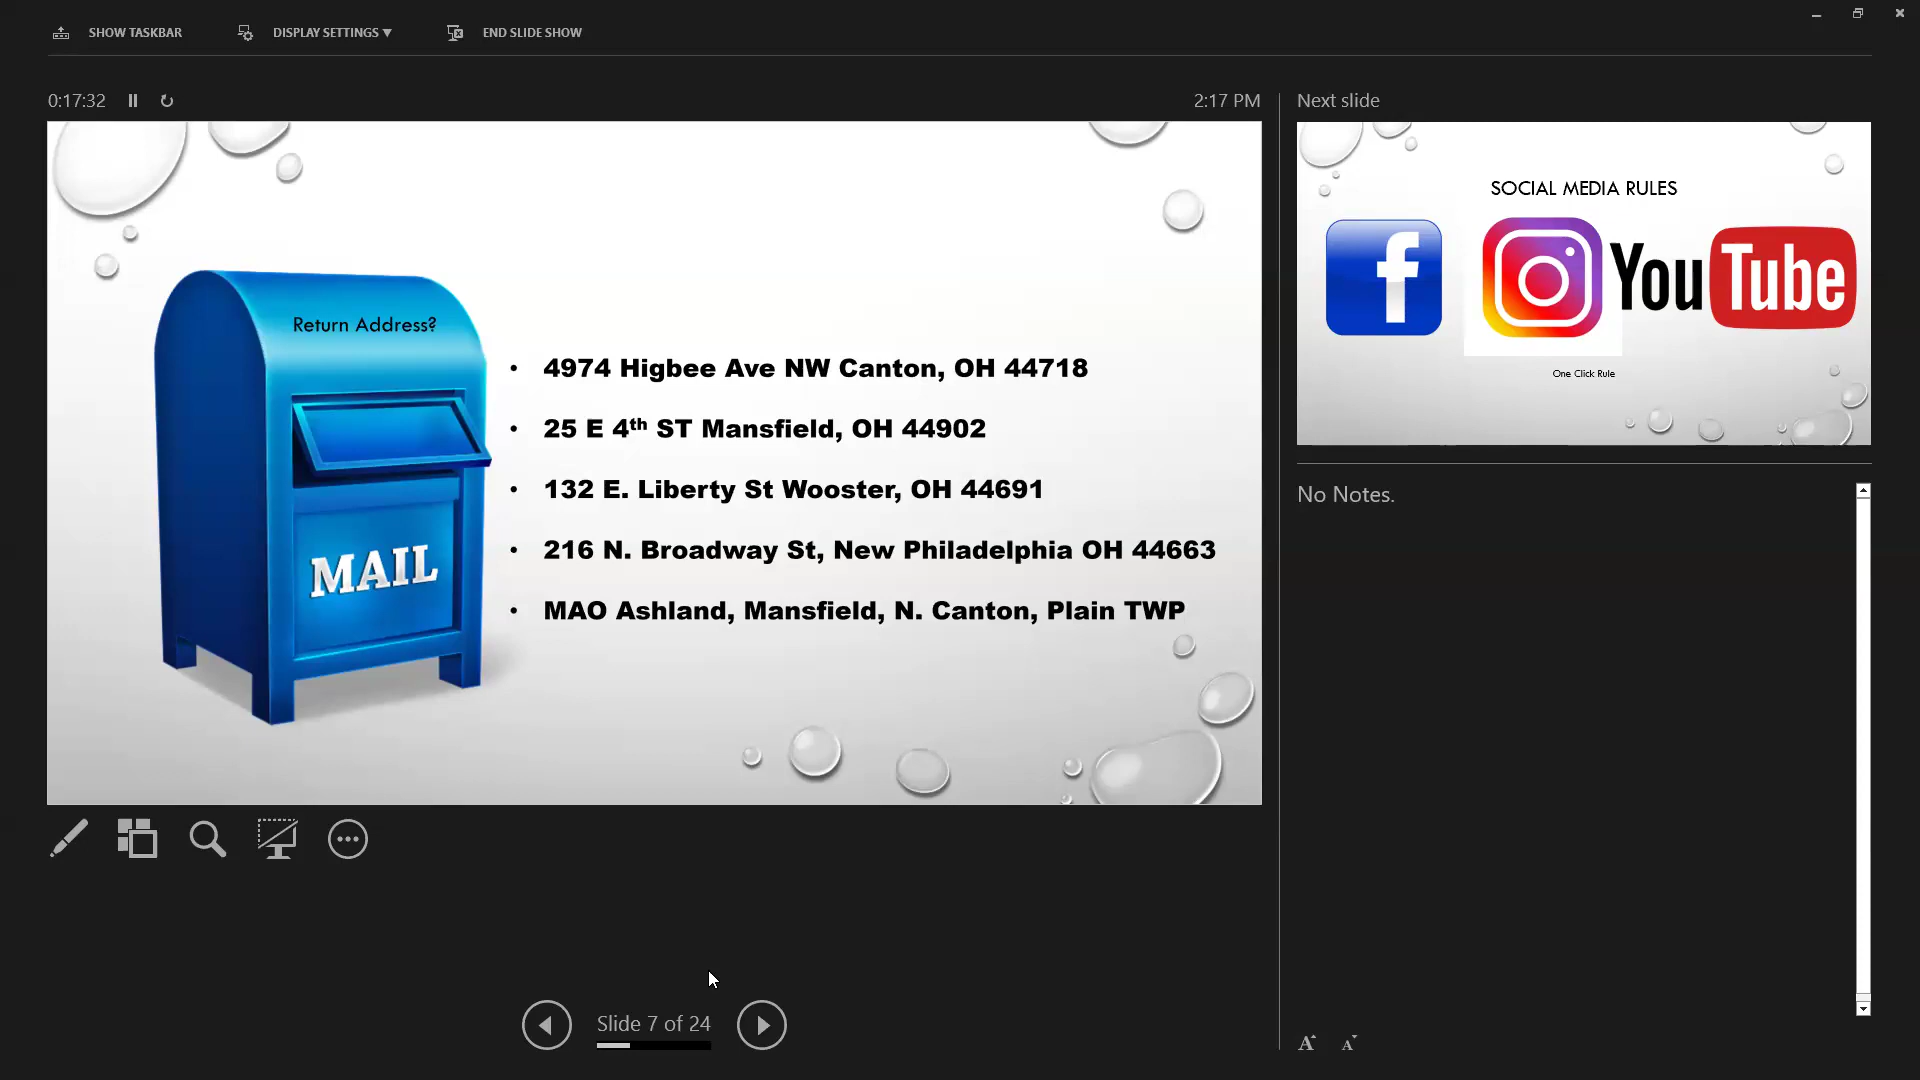 SHOW TASKBAR
DISPLAY SETTINGS ▼
END SLIDE SHOW
0:17:32
2:17 PM
Return Address?
• 4974 Higbee Ave NW Canton, OH 44718
• 25 E 4th ST Mansfield, OH 44902
• 132 E. Liberty St Wooster, OH 44691
• 216 N. Broadway St, New Philadelphia OH 44663
• MAO Ashland, Mansfield, N. Canton, Plain TWP
MAIL
Slide 7 of 24
Next slide
SOCIAL MEDIA RULES
f
YouTube
One Click Rule
No Notes.
A A